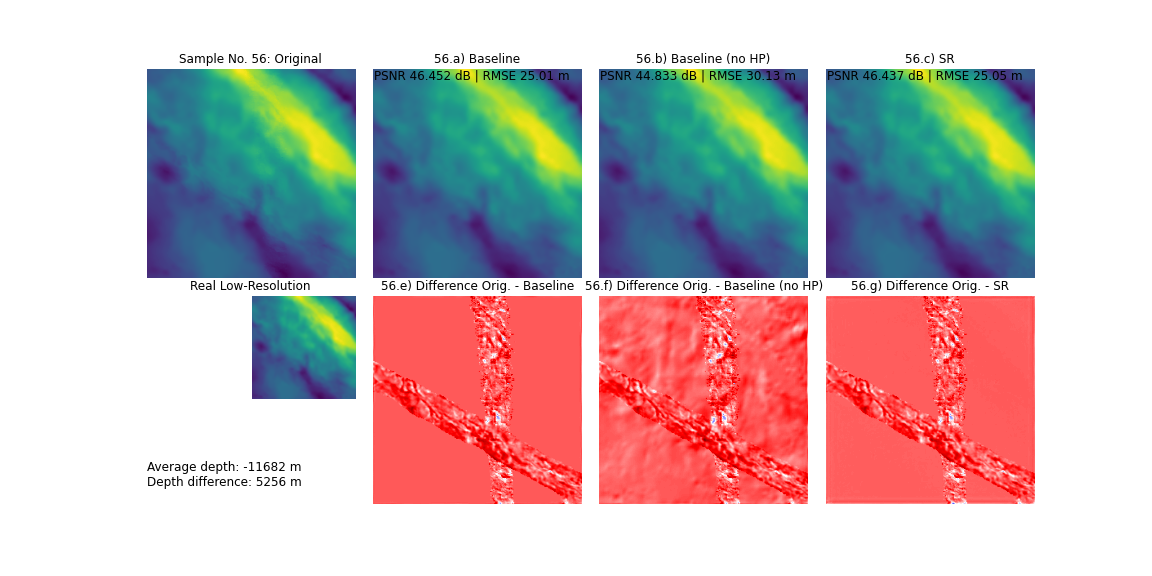 Sample No. 56: Original
56.a) Baseline
56.b) Baseline (no HP)
56.c) SR
PSNR 46.452 dB | RMSE 25.01 m
PSNR 44.833 dB | RMSE 30.13 m
PSNR 46.437 dB | RMSE 25.05 m
Real Low-Resolution
56.e) Difference Orig. - Baseline
56.f) Difference Orig. - Baseline (no HP)
56.g) Difference Orig. - SR
Average depth: -11682 m
Depth difference: 5256 m